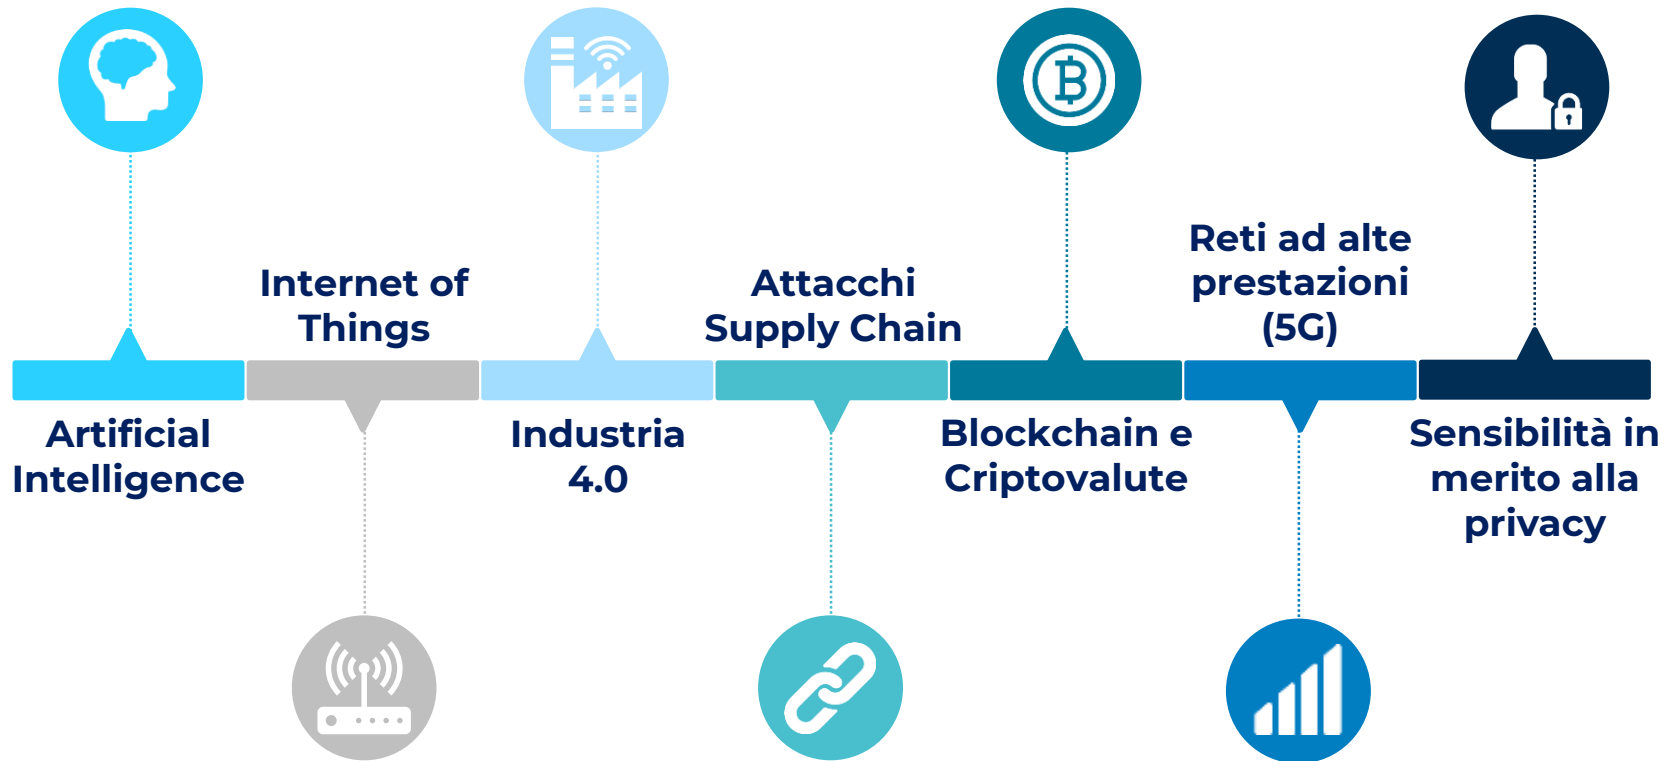 Artificial
Intelligence
Internet of
Things
Industria
4.0
Attacchi
Supply Chain
Blockchain e
Criptovalute
Reti ad alte
prestazioni
(5G)
Sensibilità in
merito alla
privacy